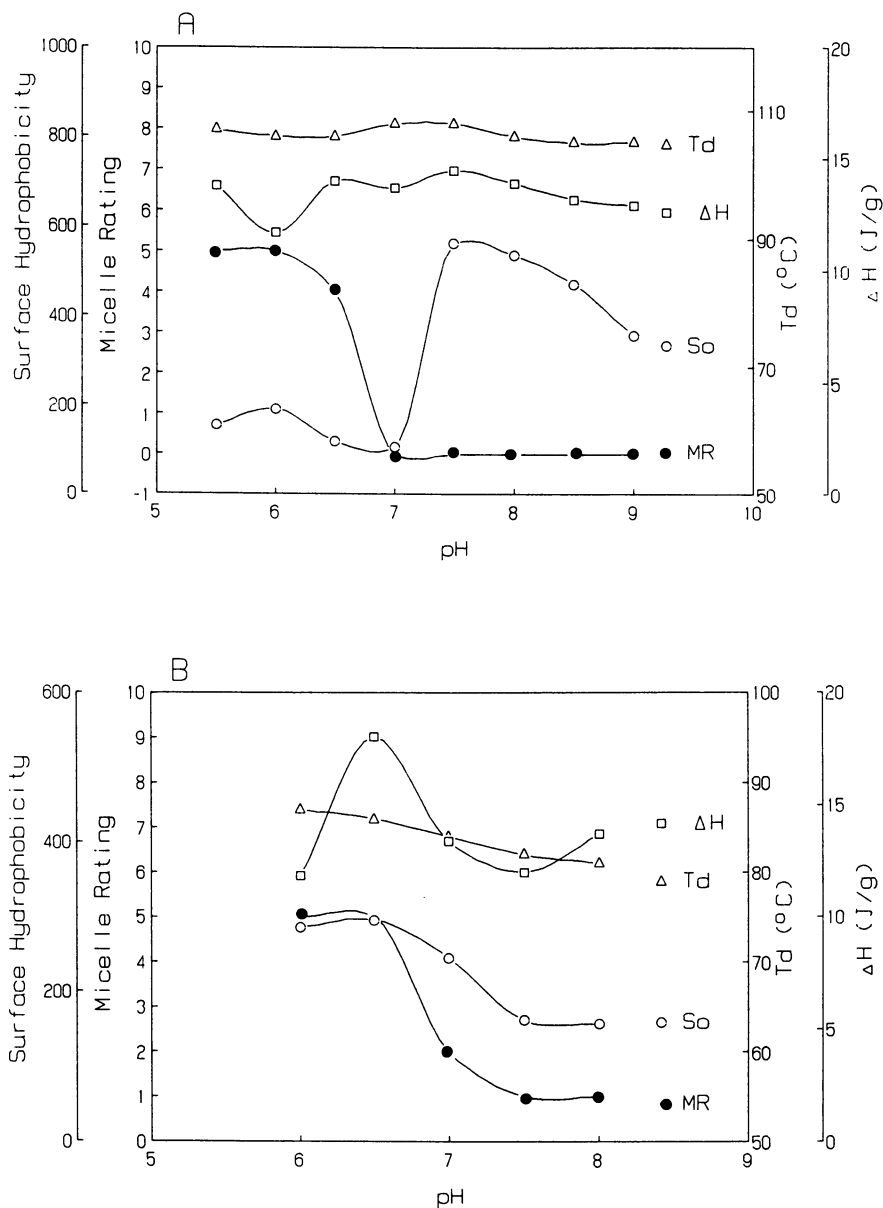 A
1000
800
600
400
200
0
Surface Hydrophobicity
10
9
8
7
6
5
4
3
2
1
0
-1
Micelle Rating
Td
ΔH
So
MR
110
90
70
50
Td (°C)
20
15
10
5
0
Δ H (J/g)
5 6 7 8 9 10
pH
B
600
400
200
0
Surface Hydrophobicity
10
9
8
7
6
5
4
3
2
1
0
Micelle Rating
ΔH
Td
So
MR
100
90
80
70
60
50
Td (°C)
20
15
10
5
0
ΔH (J/g)
5 6 7 8 9
pH